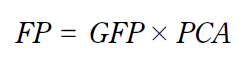 FP = GFP × PCA